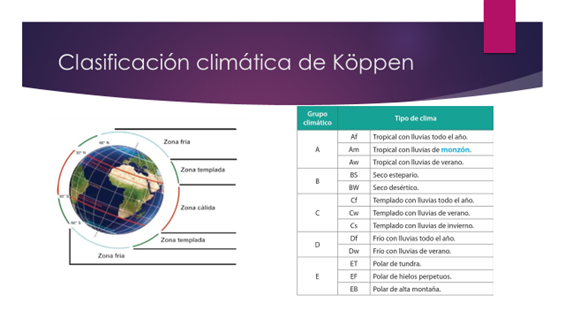 Clasificación climática de Köppen
Zona fria
Zona templada
Zona cálida
Zona templada
Zona fria
Grupo climático Tipo de clima
A Af Tropical con lluvias todo el año.
Am Tropical con lluvias de monzón.
Aw Tropical con lluvias de verano.
B BS Seco estepario.
BW Seco desértico.
C Cf Templado con lluvias todo el año.
Cw Templado con lluvias de verano.
Cs Templado con lluvias de invierno.
D Df Frío con lluvias todo el año.
Dw Frío con lluvias de verano.
E ET Polar de tundra.
EF Polar de hielos perpetuos.
EB Polar de alta montaña.